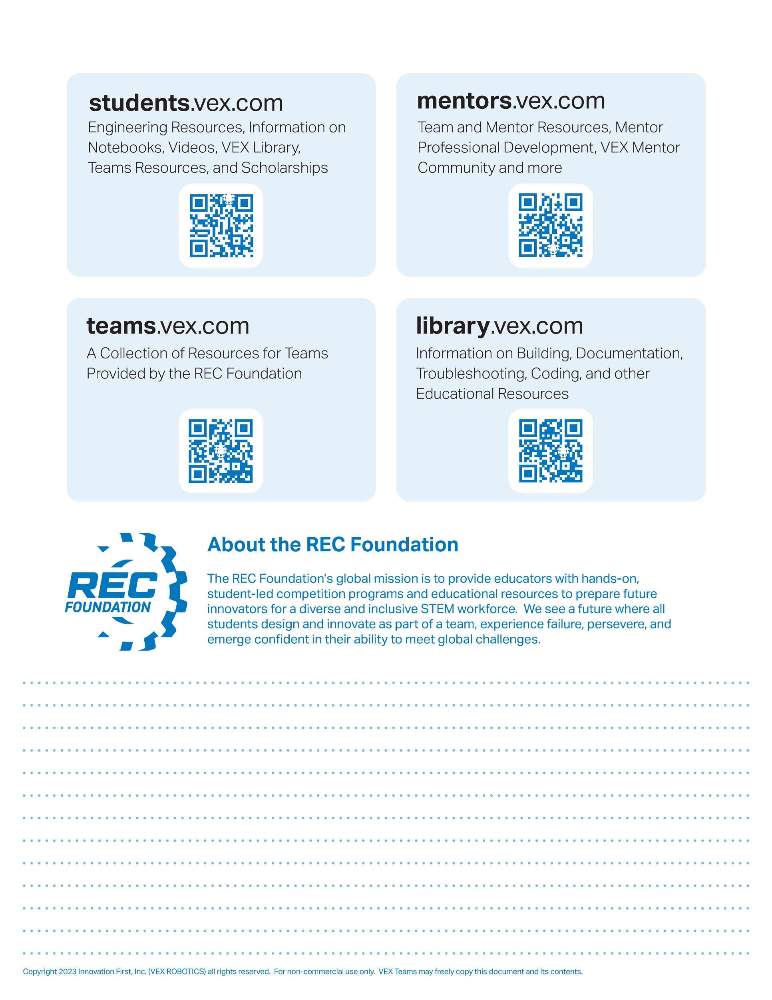 students.vex.com
Engineering Resources, Information on
Notebooks, Videos, VEX Library,
Teams Resources, and Scholarships
mentors.vex.com
Team and Mentor Resources, Mentor
Professional Development, VEX Mentor
Community and more
teams.vex.com
A Collection of Resources for Teams
Provided by the REC Foundation
library.vex.com
Information on Building, Documentation,
Troubleshooting, Coding, and other
Educational Resources
REC
FOUNDATION
About the REC Foundation
The REC Foundation’s global mission is to provide educators with hands-on,
student-led competition programs and educational resources to prepare future
innovators for a diverse and inclusive STEM workforce.  We see a future where all
students design and innovate as part of a team, experience failure, persevere, and
emerge confident in their ability to meet global challenges.
Copyright 2023 Innovation First, Inc. (VEX ROBOTICS) all rights reserved.  For non-commercial use only.  VEX Teams may freely copy this document and its contents.